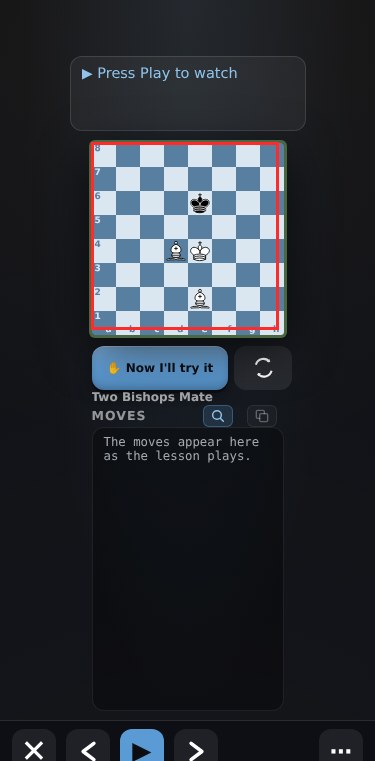 ▶ Press Play to watch
8
7
6
5
4
3
2
1
a b c d e f g h
✋ Now I'll try it
Two Bishops Mate
MOVES
The moves appear here
as the lesson plays.